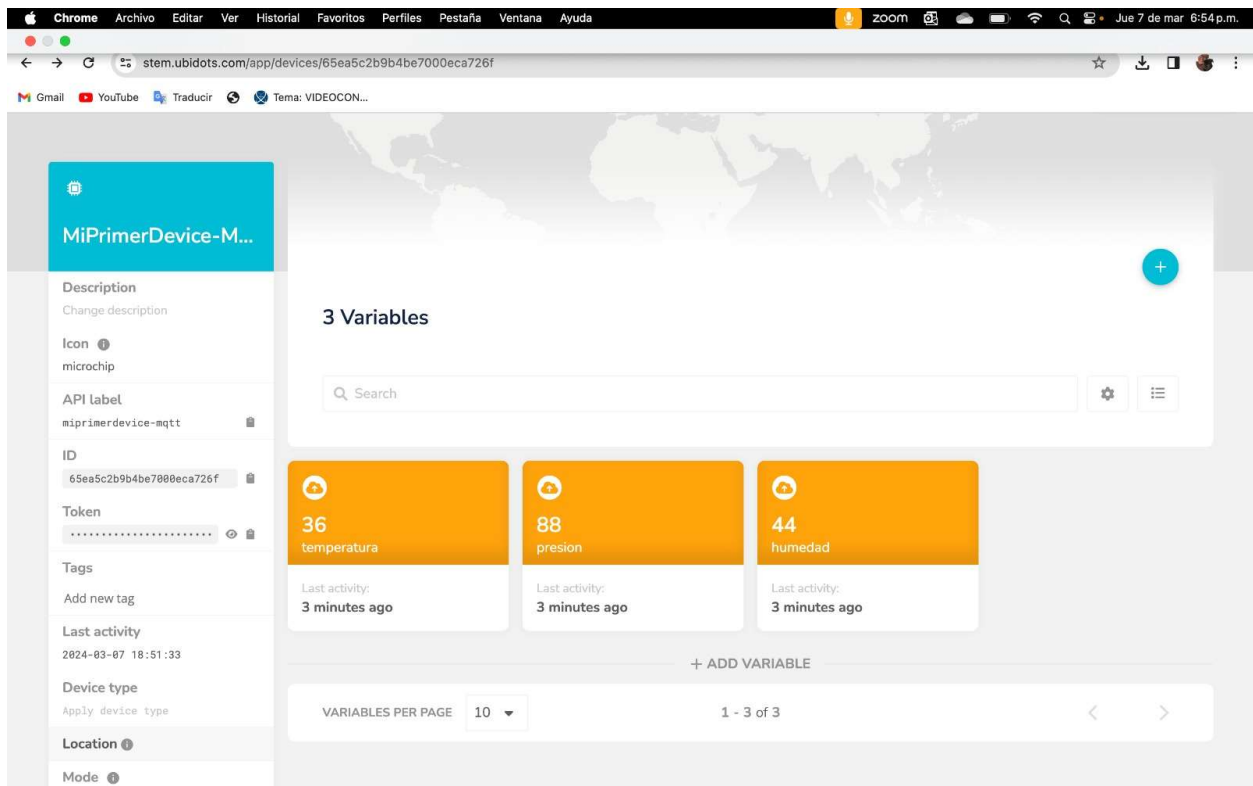 Chrome Archivo Editar Ver Historial Favoritos Perfiles Pestaña Ventana Ayuda zoom Jue 7 de mar 6:54 p.m.
stem.ubidots.com/app/devices/65ea5c2b9b4be7000eca726f
Gmail YouTube Traducir Tema: VIDEOCON...
MiPrimerDevice-M...
Description
Change description
Icon
microchip
API label
miprimerdevice-mqtt
ID
65ea5c2b9b4be7000eca726f
Token
Tags
Add new tag
Last activity
2024-03-07 18:51:33
Device type
Apply device type
Location
Mode
3 Variables
Search
36
temperatura
Last activity:
3 minutes ago
88
presion
Last activity:
3 minutes ago
44
humedad
Last activity:
3 minutes ago
+ ADD VARIABLE
VARIABLES PER PAGE 10 1 - 3 of 3